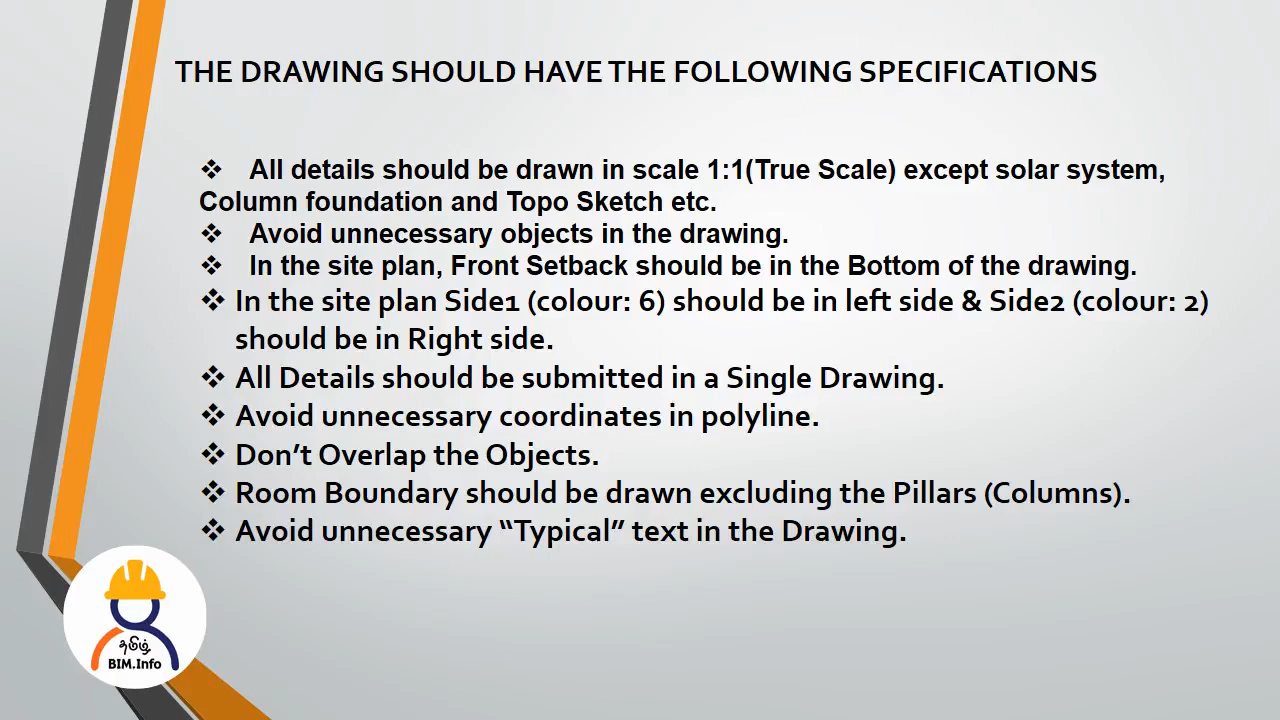 THE DRAWING SHOULD HAVE THE FOLLOWING SPECIFICATIONS
❖ All details should be drawn in scale 1:1(True Scale) except solar system,
Column foundation and Topo Sketch etc.
❖ Avoid unnecessary objects in the drawing.
❖ In the site plan, Front Setback should be in the Bottom of the drawing.
❖ In the site plan Side1 (colour: 6) should be in left side & Side2 (colour: 2)
should be in Right side.
❖ All Details should be submitted in a Single Drawing.
❖ Avoid unnecessary coordinates in polyline.
❖ Don’t Overlap the Objects.
❖ Room Boundary should be drawn excluding the Pillars (Columns).
❖ Avoid unnecessary “Typical” text in the Drawing.
தமிழ்
BIM.Info